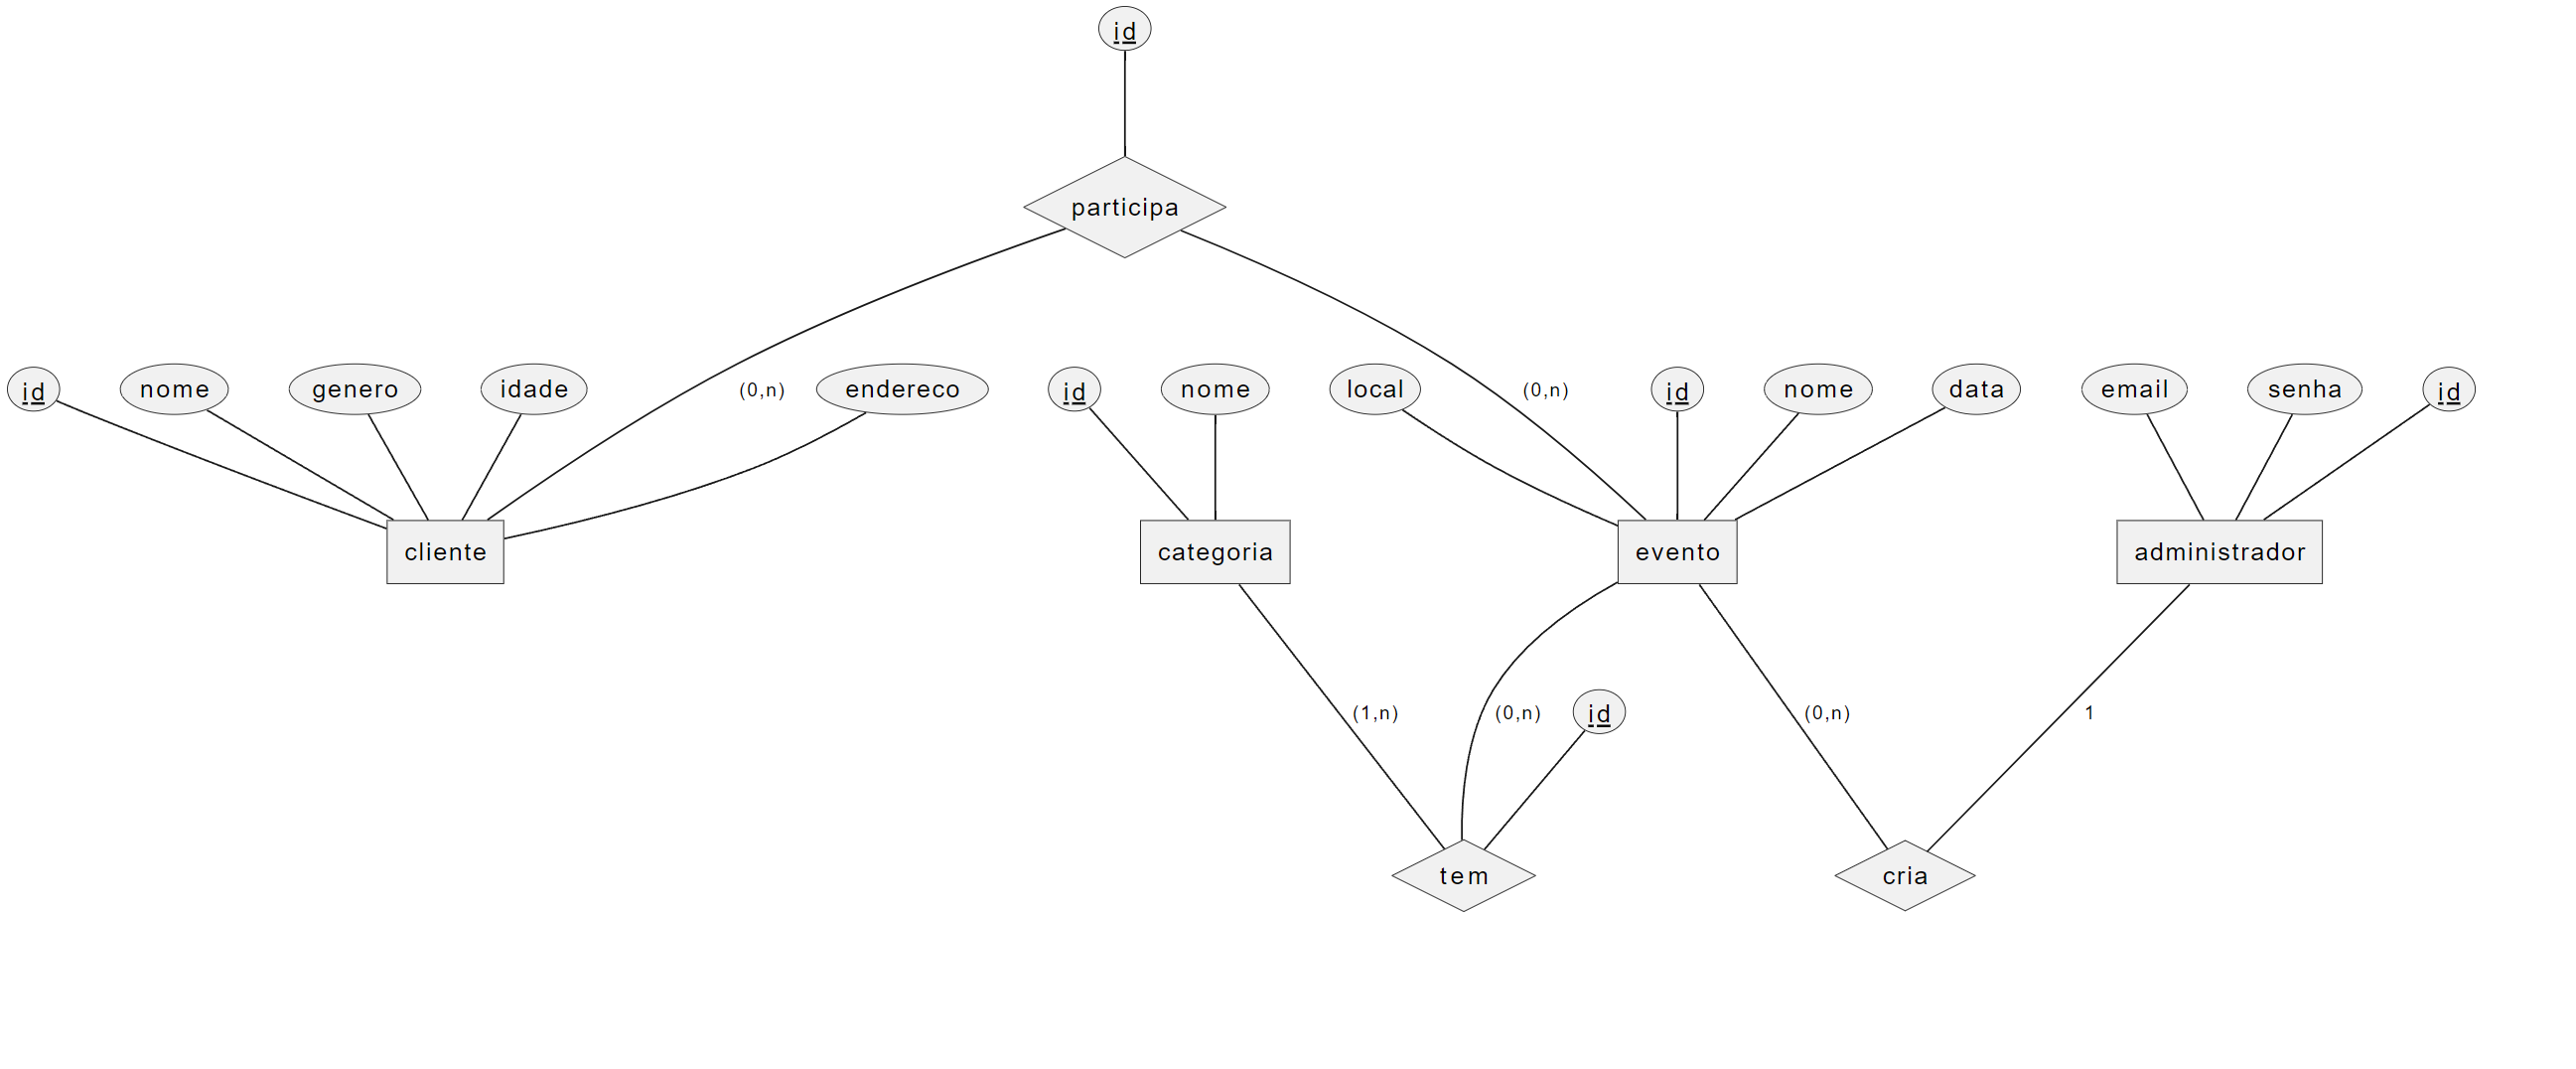 id
participa
id
nome
genero
idade
(0,n)
endereco
id
nome
local
(0,n)
id
nome
data
email
senha
id
cliente
categoria
evento
administrador
(1,n)
(0,n)
id
(0,n)
1
tem
cria